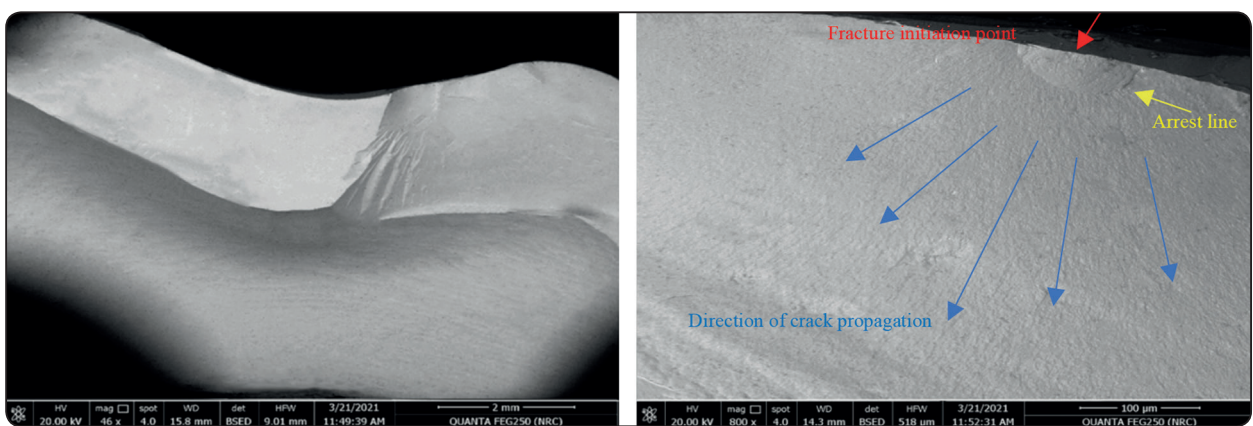 Fracture initiation point
Arrest line
Direction of crack propagation
HV mag spot WD det HFW 3/21/2021 2 mm
20.00 kV 46 x 4.0 15.8 mm BSED 9.01 mm 11:49:39 AM QUANTA FEG250 (NRC)
HV mag spot WD det HFW 3/21/2021 100 µm
20.00 kV 800 x 4.0 14.3 mm BSED 518 µm 11:52:31 AM QUANTA FEG250 (NRC)